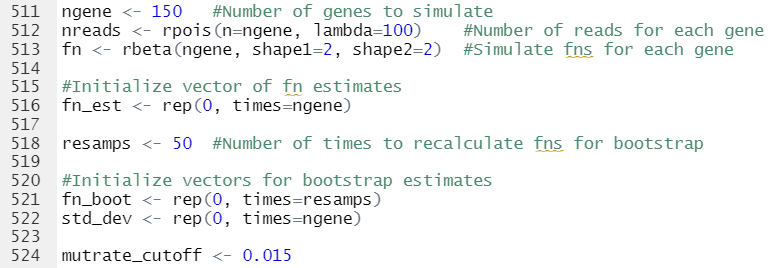 511 ngene <- 150 #Number of genes to simulate
512 nreads <- rpois(n=ngene, lambda=100) #Number of reads for each gene
513 fn <- rbeta(ngene, shape1=2, shape2=2) #Simulate fns for each gene
514
515 #Initialize vector of fn estimates
516 fn_est <- rep(0, times=ngene)
517
518 resamps <- 50 #Number of times to recalculate fns for bootstrap
519
520 #Initialize vectors for bootstrap estimates
521 fn_boot <- rep(0, times=resamps)
522 std_dev <- rep(0, times=ngene)
523
524 mutrate_cutoff <- 0.015